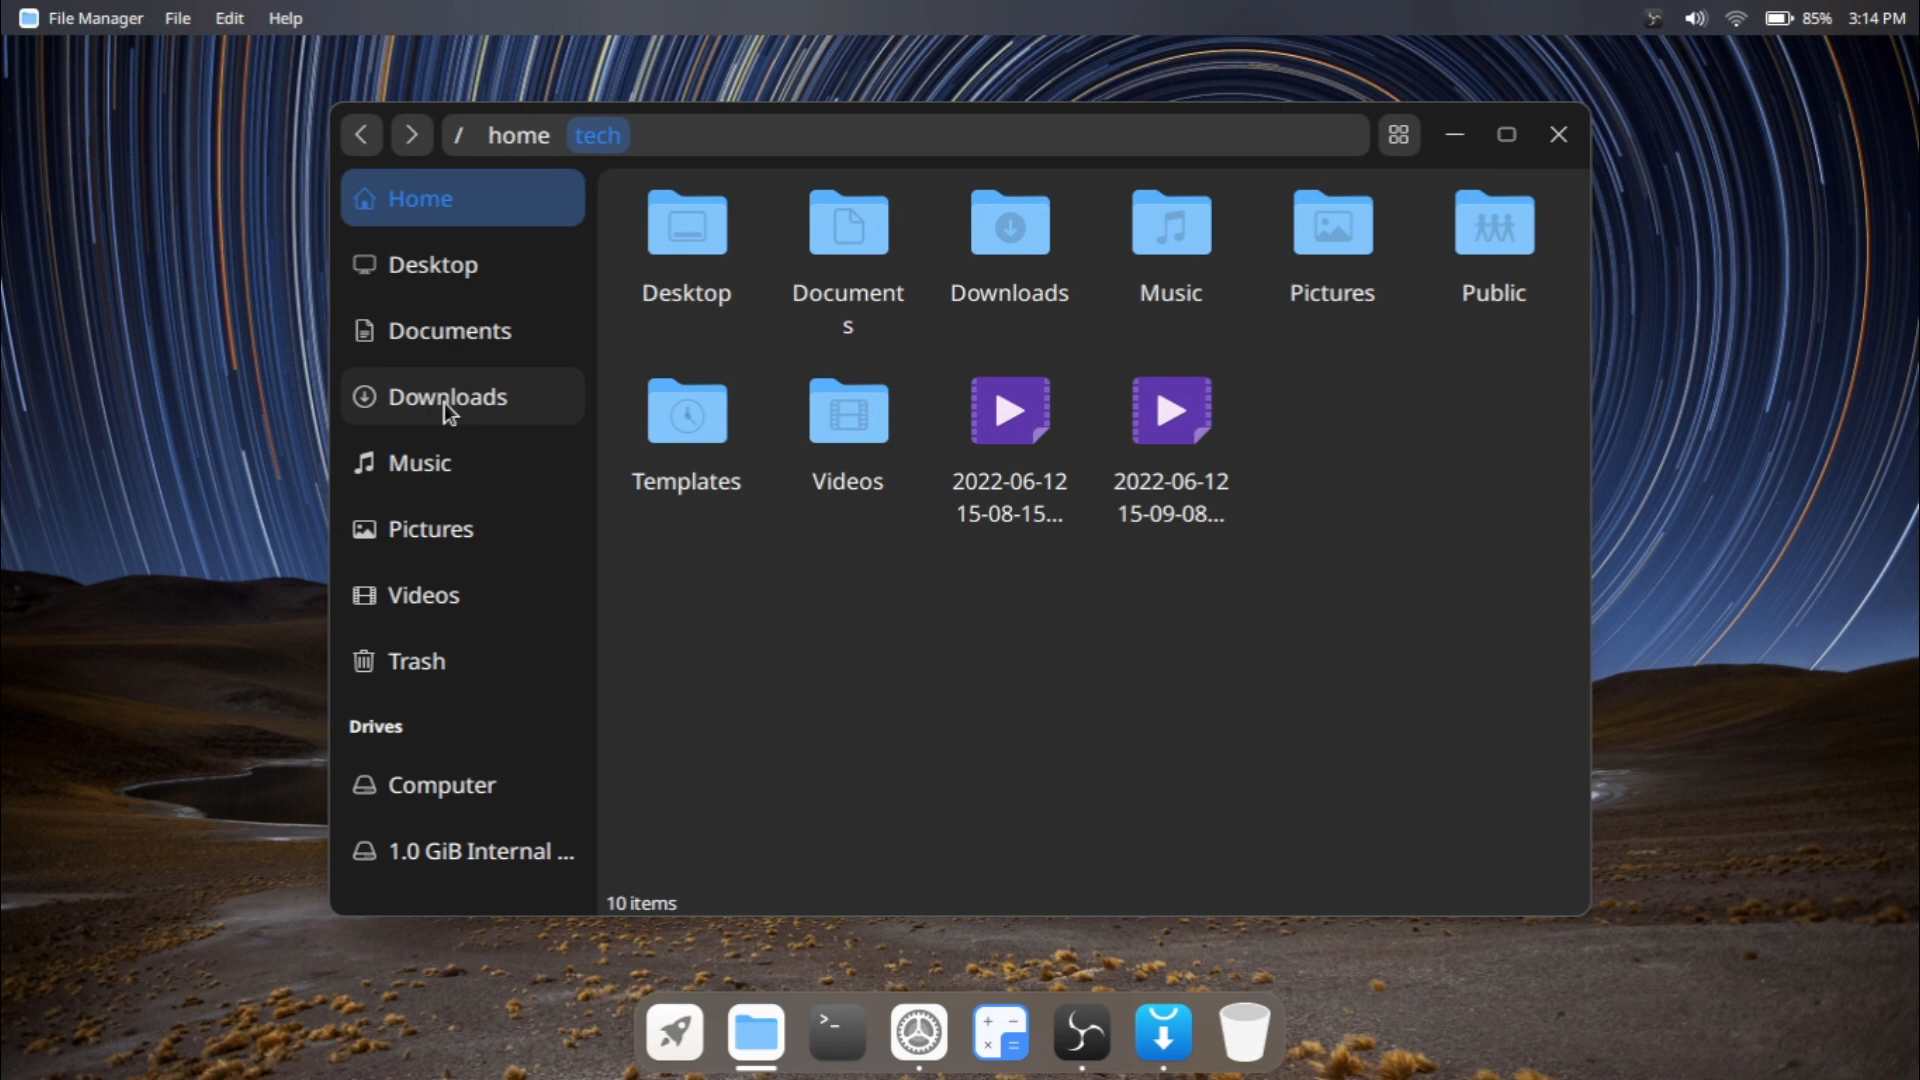 File Manager File Edit Help
85% 3:14 PM
/ home tech
Home
Desktop
Documents
Downloads
Music
Pictures
Videos
Trash
Drives
Computer
1.0 GiB Internal ...
Desktop
Document
s
Downloads
Music
Pictures
Public
Templates
Videos
2022-06-12
15-08-15...
2022-06-12
15-09-08...
10 items